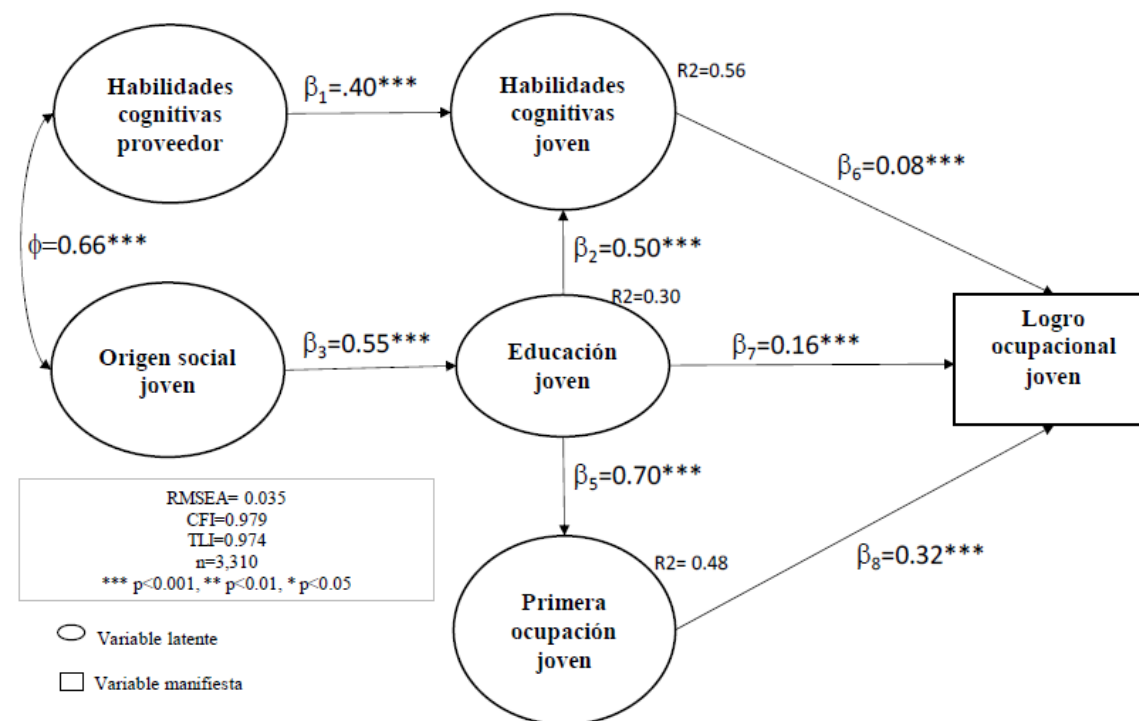 Habilidades
cognitivas
proveedor
β₁=.40***
Habilidades
cognitivas
joven
R2=0.56
β₆=0.08***
ϕ=0.66***
β₂=0.50***
R2=0.30
Origen social
joven
β₃=0.55***
Educación
joven
β₇=0.16***
Logro
ocupacional
joven
β₅=0.70***
RMSEA= 0.035
CFI=0.979
TLI=0.974
n=3,310
*** p<0.001, ** p<0.01, * p<0.05
R2= 0.48
β₈=0.32***
Primera
ocupación
joven
Variable latente
Variable manifiesta